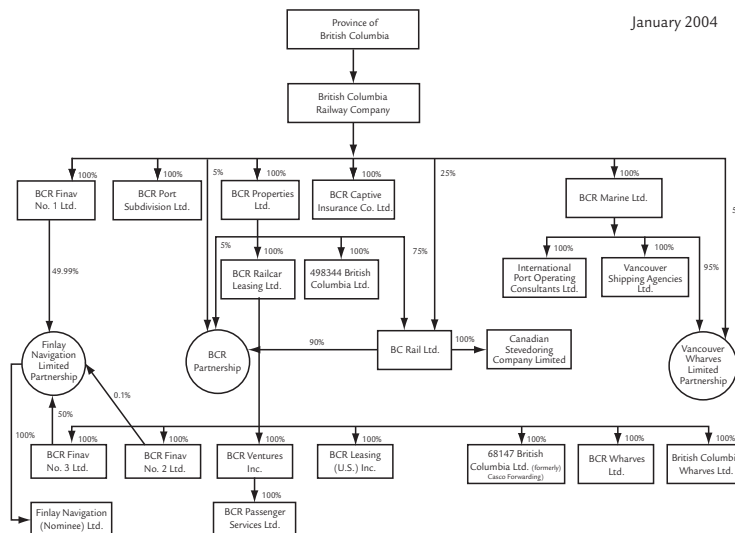 January 2004
Province of
British Columbia
British Columbia
Railway Company
100%
100%
5%
100%
100%
25%
100%
5
BCR Finav
No. 1 Ltd.
BCR Port
Subdivision Ltd.
BCR Properties
Ltd.
BCR Captive
Insurance Co. Ltd.
BCR Marine Ltd.
49.99%
5%
100%
100%
75%
100%
100%
95%
BCR Railcar
Leasing Ltd.
498344 British
Columbia Ltd.
International
Port Operating
Consultants Ltd.
Vancouver
Shipping Agencies
Ltd.
Finlay
Navigation
Limited
Partnership
BCR
Partnership
90%
BC Rail Ltd.
100%
Canadian
Stevedoring
Company Limited
Vancouver
Wharves
Limited
Partnership
0.1%
50%
100%
100%
100%
100%
100%
100%
100%
100%
BCR Finav
No. 3 Ltd.
BCR Finav
No. 2 Ltd.
BCR Ventures
Inc.
BCR Leasing
(U.S.) Inc.
68147 British
Columbia Ltd. (formerly
Casco Forwarding)
BCR Wharves
Ltd.
British Columbia
Wharves Ltd.
100%
Finlay Navigation
(Nominee) Ltd.
BCR Passenger
Services Ltd.